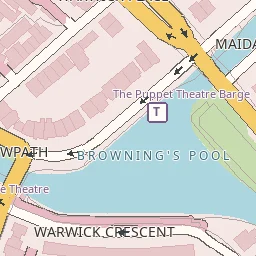 MAIDA
The Puppet Theatre Barge
T
WPATH
BROWNING'S POOL
e Theatre
WARWICK CRESCENT